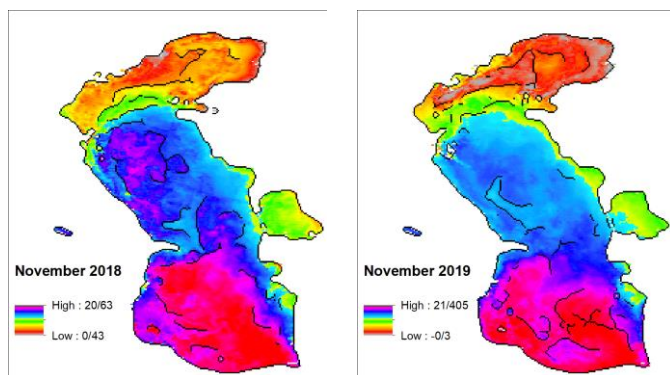 November 2018
High : 20/63
Low : 0/43
November 2019
High : 21/405
Low : -0/3